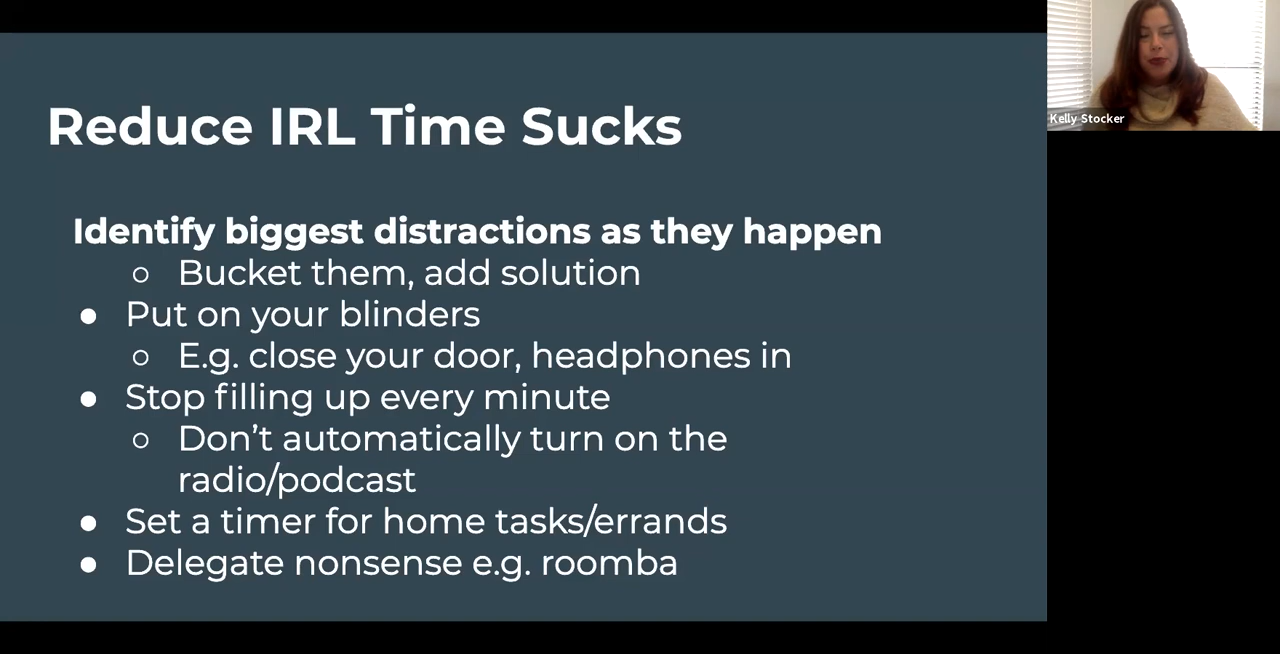 Reduce IRL Time Sucks
Identify biggest distractions as they happen
○ Bucket them, add solution
● Put on your blinders
○ E.g. close your door, headphones in
● Stop filling up every minute
○ Don’t automatically turn on the
radio/podcast
● Set a timer for home tasks/errands
● Delegate nonsense e.g. roomba
Kelly Stocker